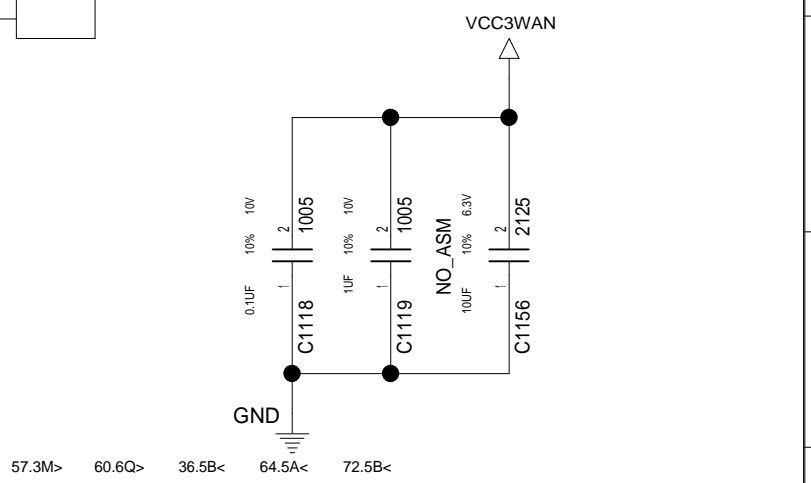 VCC3WAN
0.1UF 10% 10V
2
1005
1
C1118
1UF 10% 10V
2
1005
1
C1119
NO_ASM
10UF 10% 6.3V
2
2125
1
C1156
GND
57.3M> 60.6Q> 36.5B< 64.5A< 72.5B<